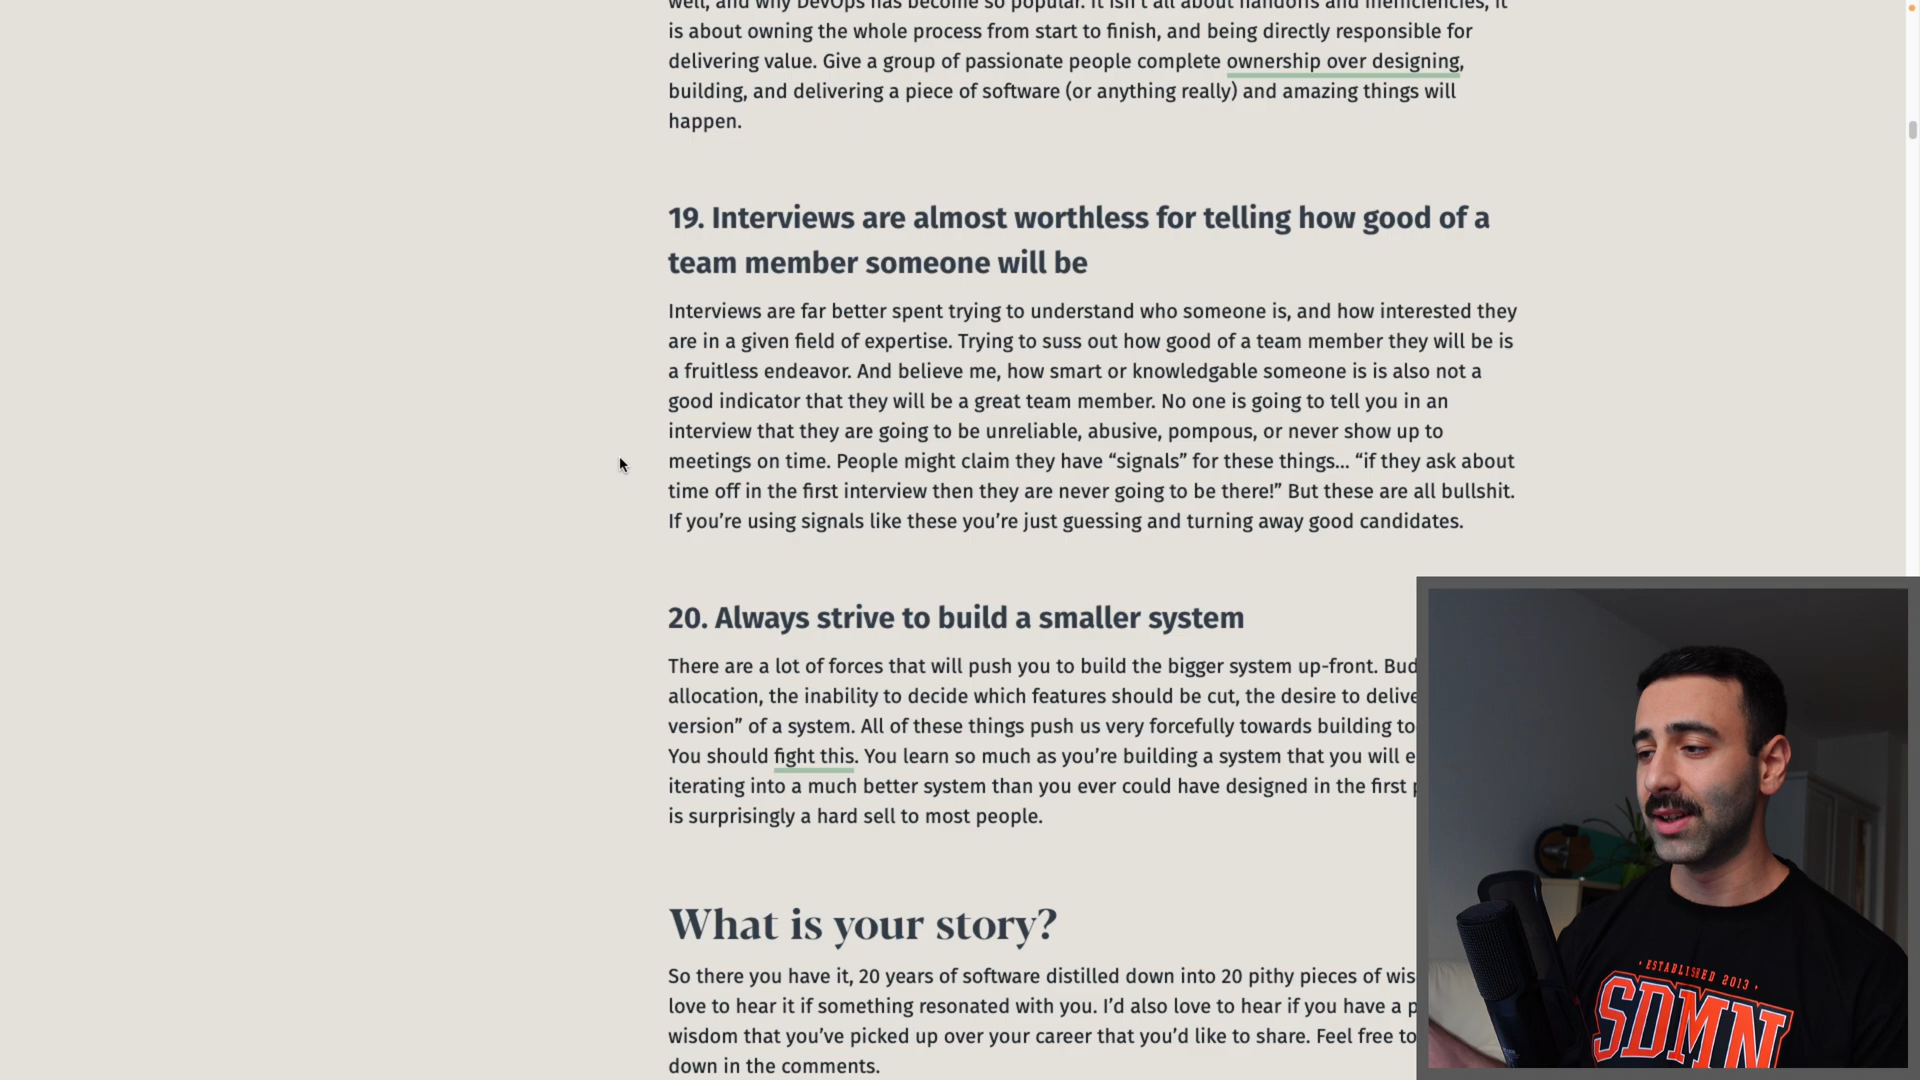 well, and why DevOps has become so popular. It isn't all about handoffs and inefficiencies, it
is about owning the whole process from start to finish, and being directly responsible for
delivering value. Give a group of passionate people complete ownership over designing,
building, and delivering a piece of software (or anything really) and amazing things will
happen.
19. Interviews are almost worthless for telling how good of a
team member someone will be
Interviews are far better spent trying to understand who someone is, and how interested they
are in a given field of expertise. Trying to suss out how good of a team member they will be is
a fruitless endeavor. And believe me, how smart or knowledgable someone is is also not a
good indicator that they will be a great team member. No one is going to tell you in an
interview that they are going to be unreliable, abusive, pompous, or never show up to
meetings on time. People might claim they have “signals” for these things... “if they ask about
time off in the first interview then they are never going to be there!” But these are all bullshit.
If you’re using signals like these you’re just guessing and turning away good candidates.
20. Always strive to build a smaller system
There are a lot of forces that will push you to build the bigger system up-front. Bud
allocation, the inability to decide which features should be cut, the desire to delive
version” of a system. All of these things push us very forcefully towards building to
You should fight this. You learn so much as you’re building a system that you will e
iterating into a much better system than you ever could have designed in the first
is surprisingly a hard sell to most people.
What is your story?
So there you have it, 20 years of software distilled down into 20 pithy pieces of wis
love to hear it if something resonated with you. I’d also love to hear if you have a p
wisdom that you’ve picked up over your career that you’d like to share. Feel free to
down in the comments.
• ESTABLISHED 2013 •
SDMN